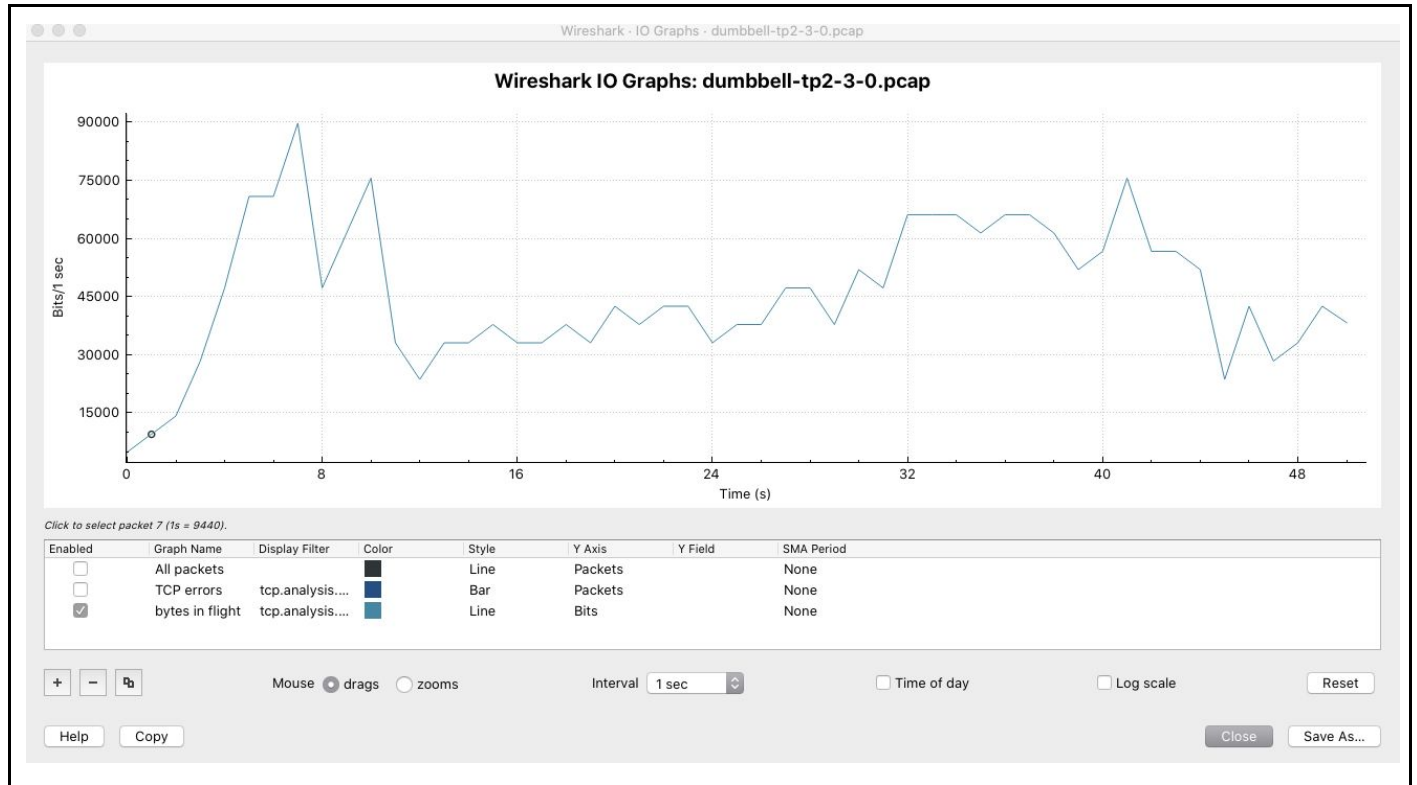 Wireshark · IO Graphs · dumbbell-tp2-3-0.pcap
Wireshark IO Graphs: dumbbell-tp2-3-0.pcap
90000
75000
60000
45000
30000
15000
Bits/1 sec
0 8 16 24 32 40 48
Time (s)
Click to select packet 7 (1s = 9440).
Enabled Graph Name Display Filter Color Style Y Axis Y Field SMA Period
All packets Line Packets None
TCP errors tcp.analysis.... Bar Packets None
bytes in flight tcp.analysis.... Line Bits None
+ − Mouse drags zooms Interval 1 sec Time of day Log scale Reset
Help Copy Close Save As...